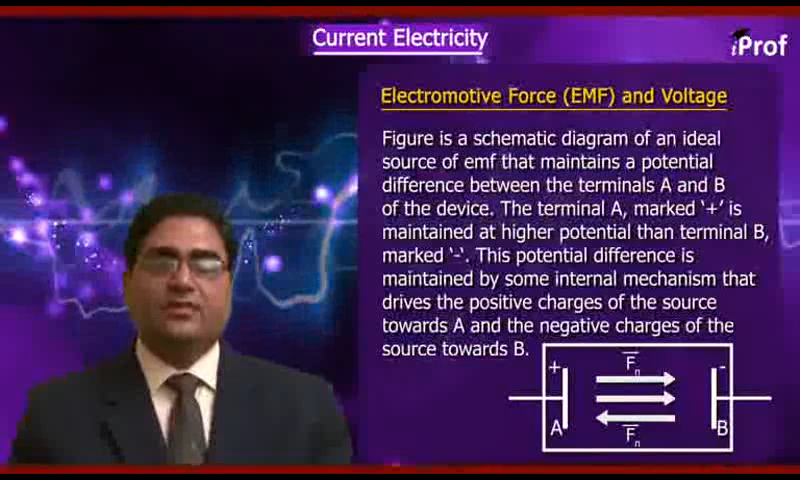 Current Electricity
iProf
Electromotive Force (EMF) and Voltage
Figure is a schematic diagram of an ideal
source of emf that maintains a potential
difference between the terminals A and B
of the device. The terminal A, marked ‘+’ is
maintained at higher potential than terminal B,
marked ‘-‘. This potential difference is
maintained by some internal mechanism that
drives the positive charges of the source
towards A and the negative charges of the
source towards B.
+ F̅n -
A F̅n B